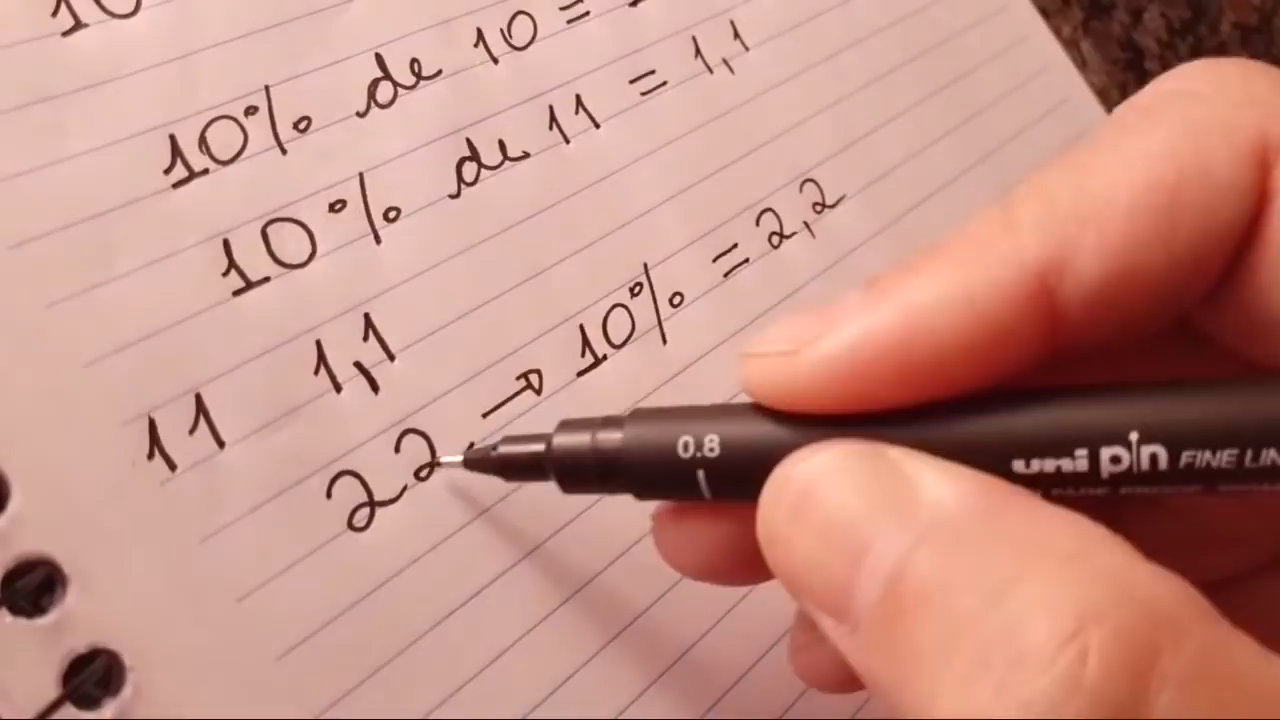 10
10% de 10 =
10% de 11 = 1,1
11 1,1
22 → 10% = 2,2
0.8
uni pin FINE LIN